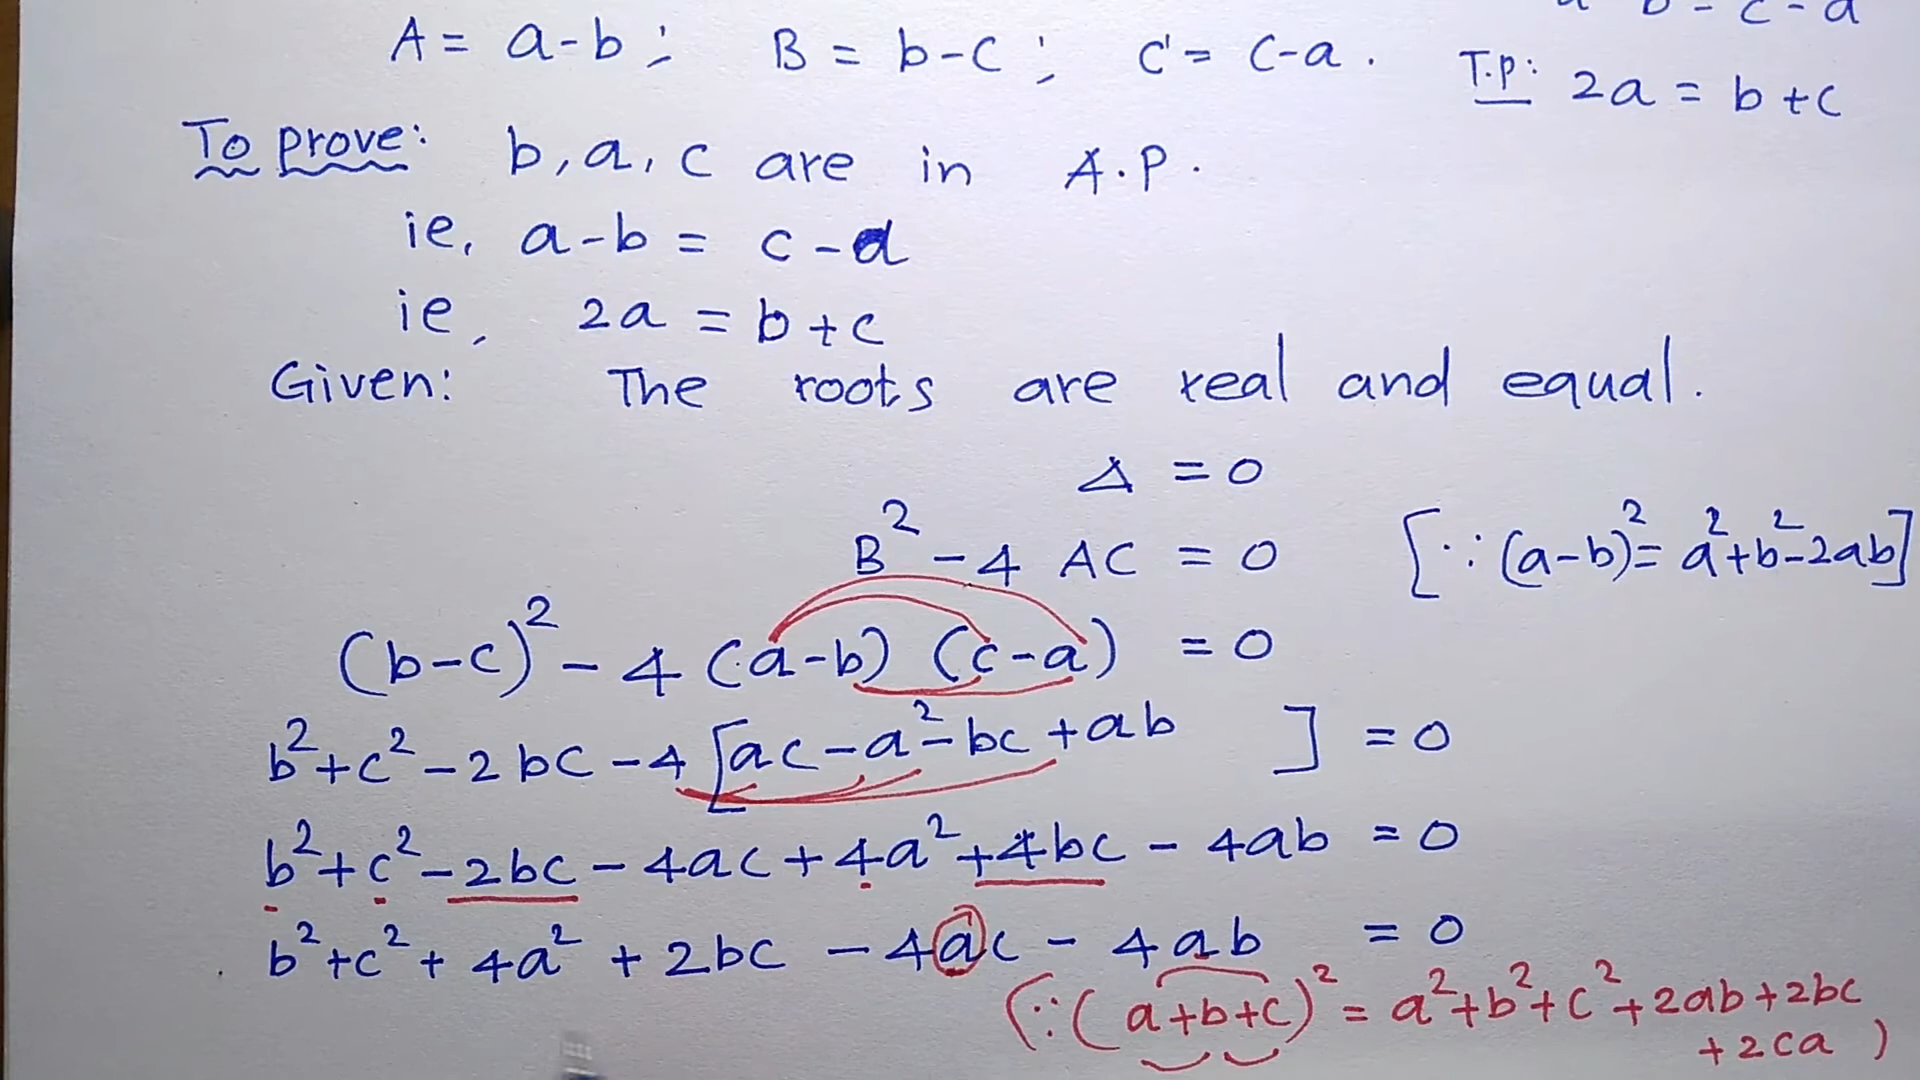 A = a-b ; B = b-c ; C = c-a .
b - c - a
T.P: 2a = b+c
To prove: b, a, c are in A.P.
ie, a-b = c-a
ie, 2a = b+c
Given: The roots are real and equal.
Δ = 0
B² - 4 AC = 0 [∵ (a-b)² = a²+b²-2ab]
(b-c)² - 4 (a-b) (c-a) = 0
b²+c²-2bc-4 [ac-a²-bc+ab ] = 0
b²+c²-2bc-4ac+4a²+4bc-4ab = 0
b²+c²+4a²+2bc-4ac-4ab = 0
(∵ (a+b+c)² = a²+b²+c²+2ab+2bc
+2ca )